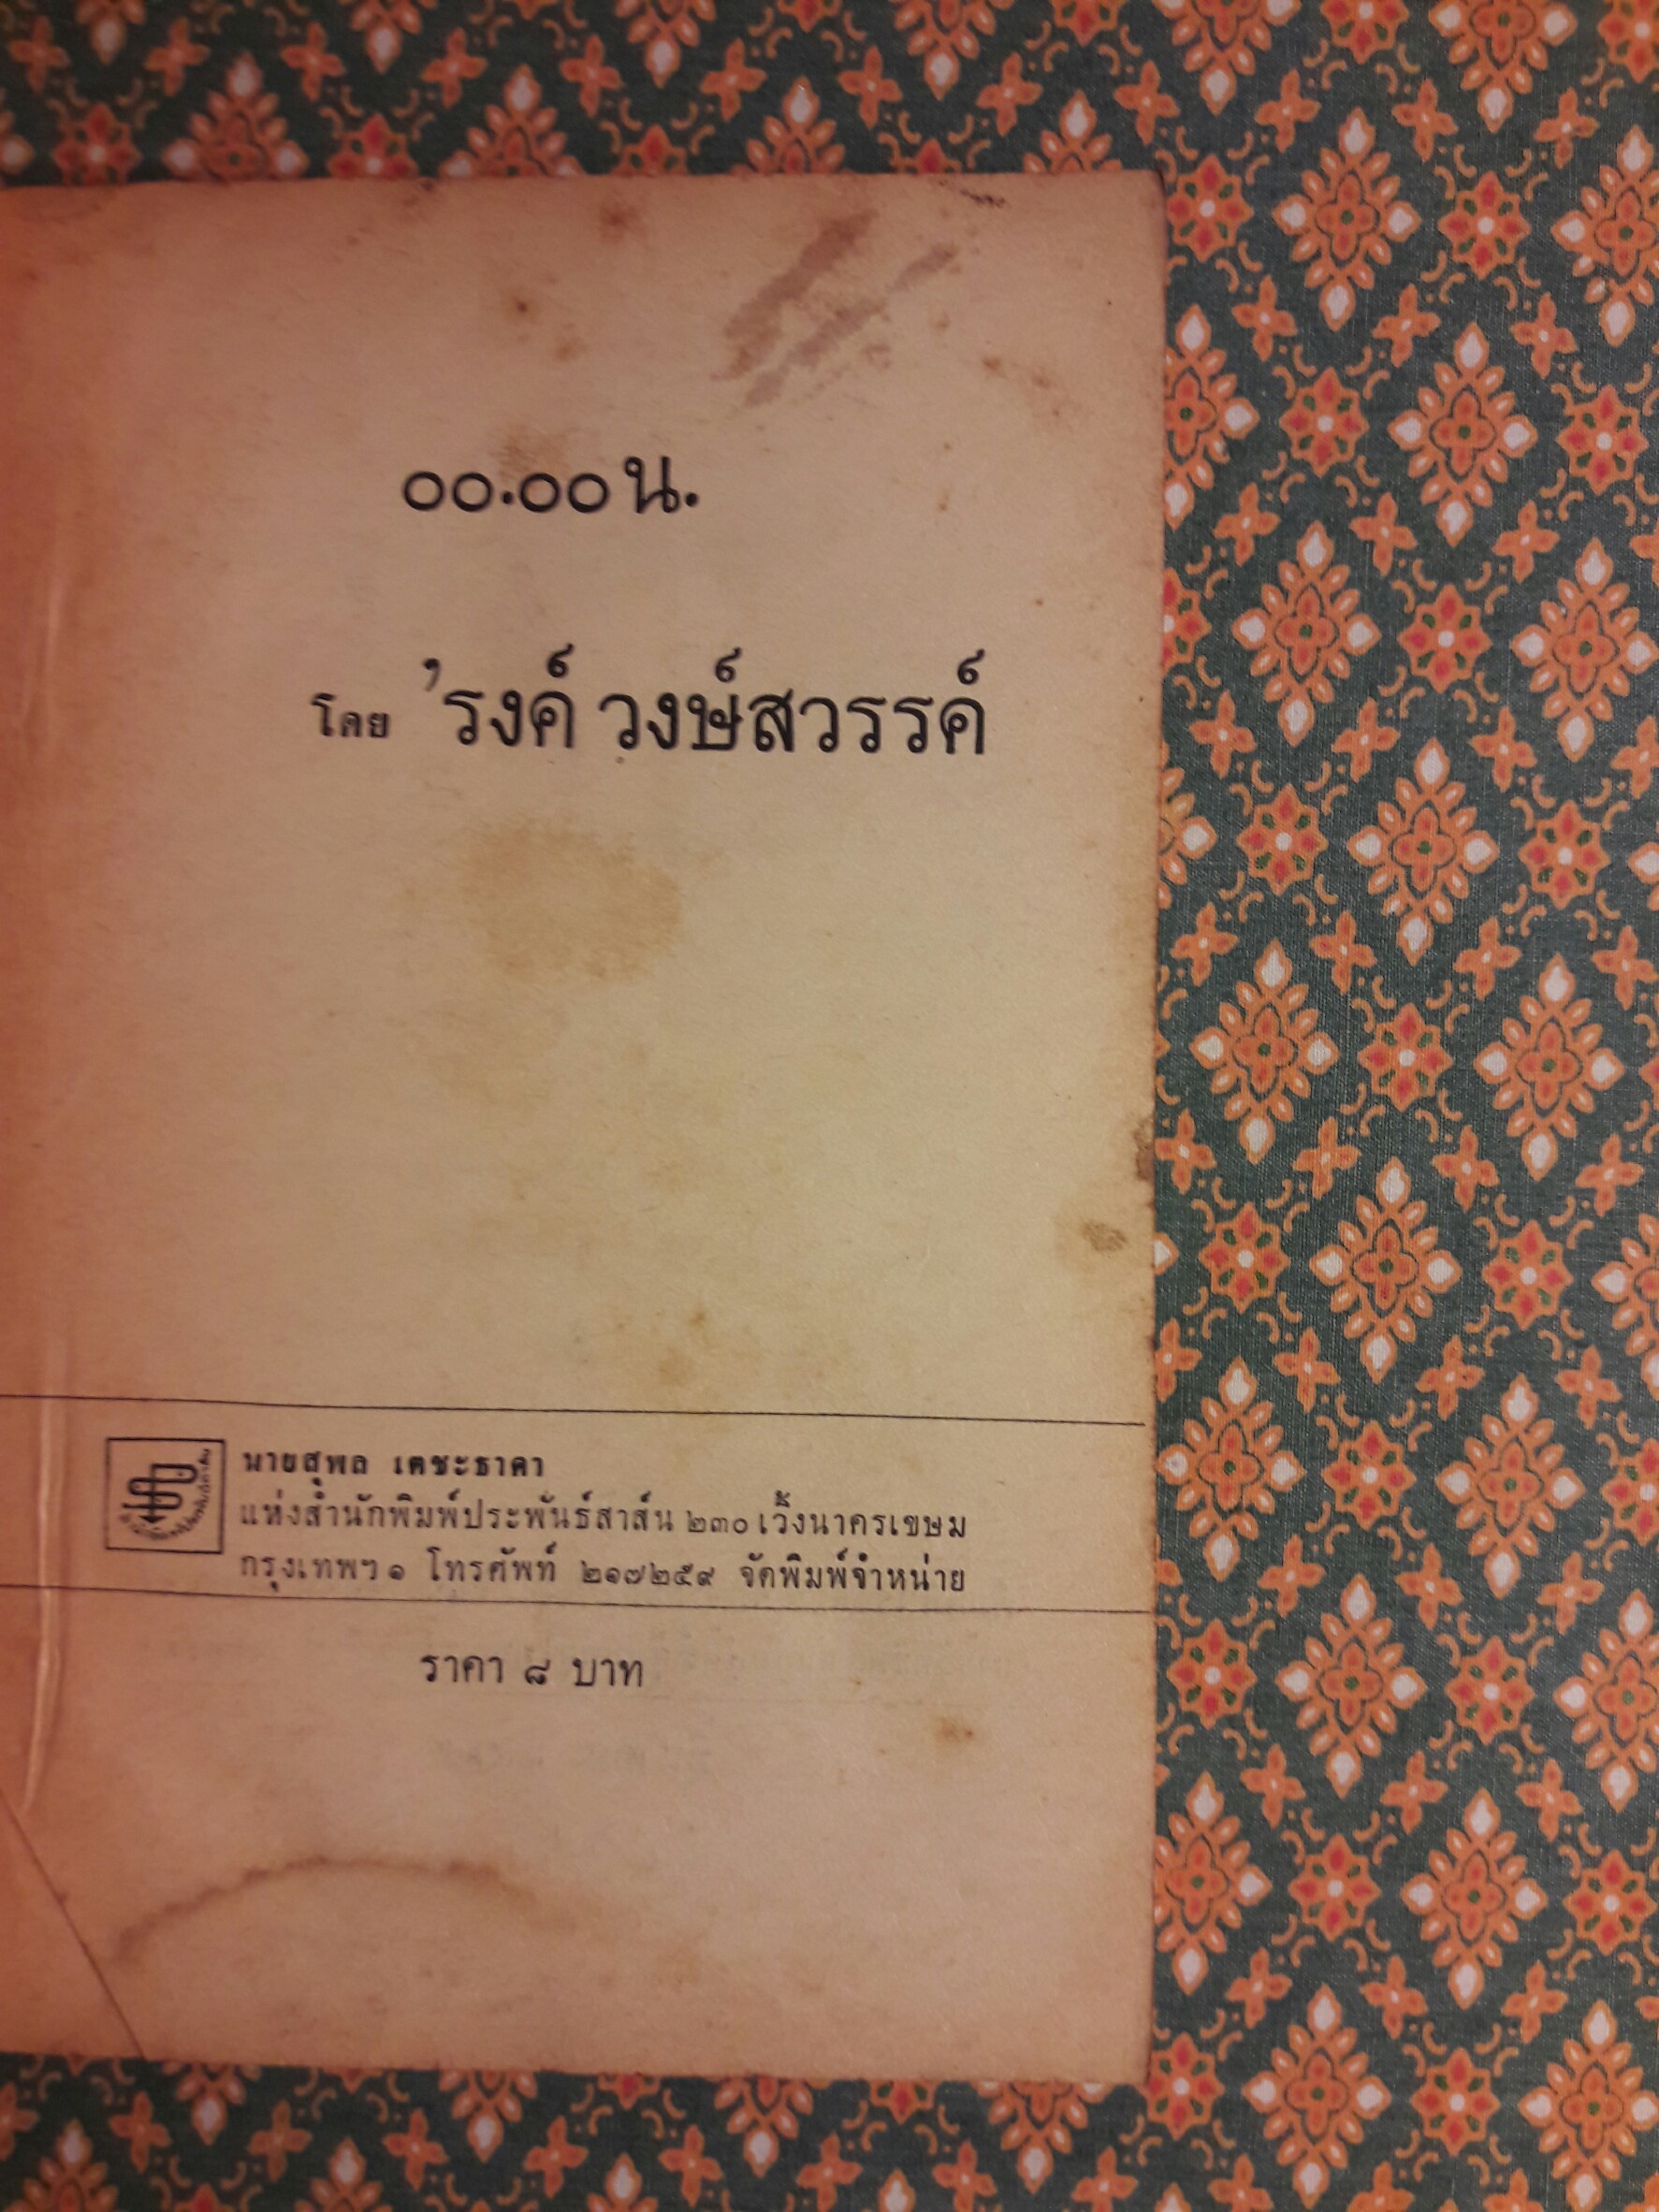 ๐๐.๐๐ น.
โดย ’รงค์ วงษ์สวรรค์
นายสุพล เตชะธาดา
แห่งสำนักพิมพ์ประพันธ์สาส์น ๒๓๐ เวิ้งนาครเขษม
กรุงเทพฯ ๑ โทรศัพท์ ๒๑๗๒๕๙ จัดพิมพ์จำหน่าย
ราคา ๘ บาท